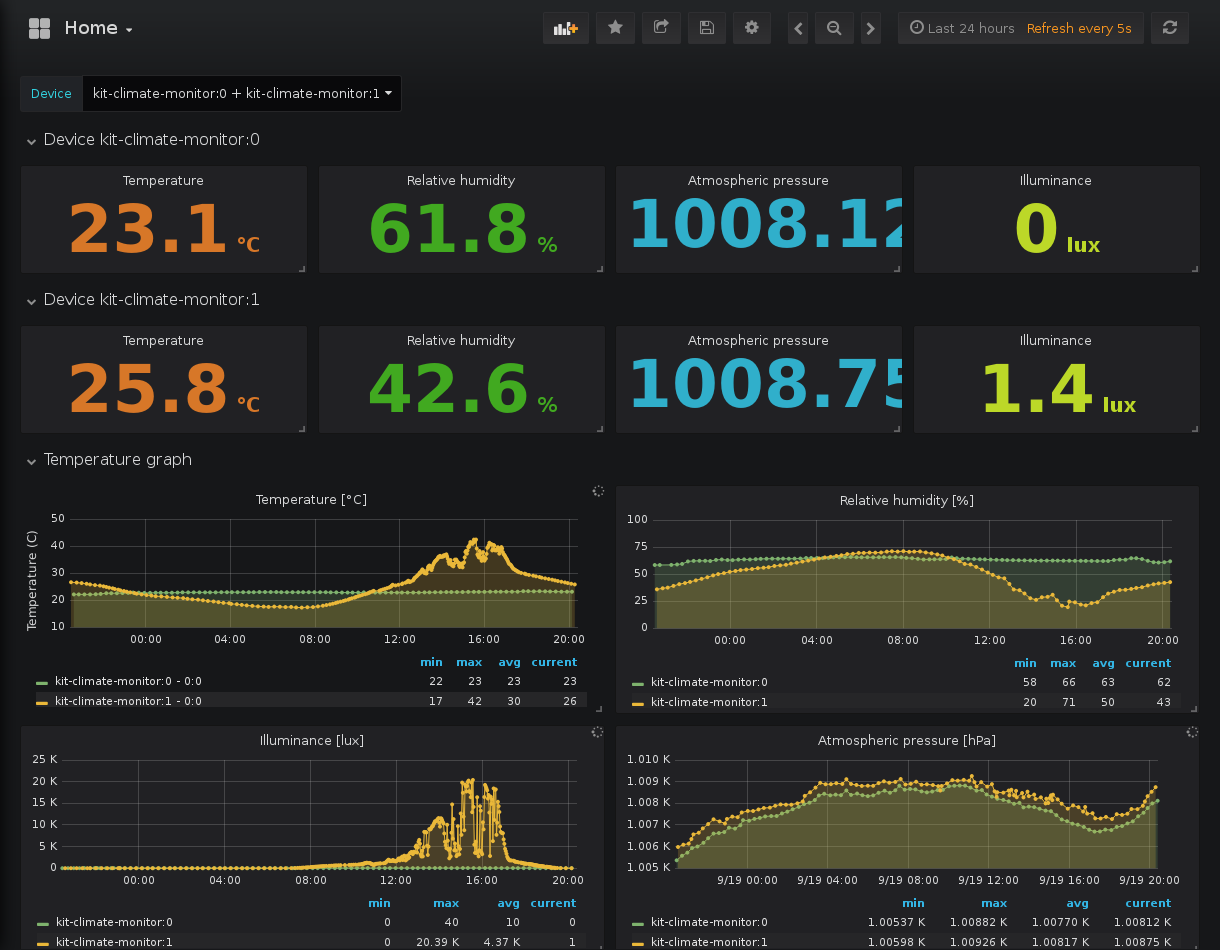 Home
Last 24 hours Refresh every 5s
Device kit-climate-monitor:0 + kit-climate-monitor:1
Device kit-climate-monitor:0
Temperature Relative humidity Atmospheric pressure Illuminance
23.1 °C 61.8 % 1008.12 0 lux
Device kit-climate-monitor:1
Temperature Relative humidity Atmospheric pressure Illuminance
25.8 °C 42.6 % 1008.75 1.4 lux
Temperature graph
Temperature [°C]
Temperature (C)
50
40
30
20
10
00:00 04:00 08:00 12:00 16:00 20:00
min max avg current
kit-climate-monitor:0 - 0:0 22 23 23 23
kit-climate-monitor:1 - 0:0 17 42 30 26
Relative humidity [%]
100
75
50
25
0
00:00 04:00 08:00 12:00 16:00 20:00
min max avg current
kit-climate-monitor:0 58 66 63 62
kit-climate-monitor:1 20 71 50 43
Illuminance [lux]
25 K
20 K
15 K
10 K
5 K
0
00:00 04:00 08:00 12:00 16:00 20:00
min max avg current
kit-climate-monitor:0 0 40 10 0
kit-climate-monitor:1 0 20.39 K 4.37 K 1
Atmospheric pressure [hPa]
1.010 K
1.009 K
1.008 K
1.007 K
1.006 K
1.005 K
9/19 00:00 9/19 04:00 9/19 08:00 9/19 12:00 9/19 16:00 9/19 20:00
min max avg current
kit-climate-monitor:0 1.00537 K 1.00882 K 1.00770 K 1.00812 K
kit-climate-monitor:1 1.00598 K 1.00926 K 1.00817 K 1.00875 K